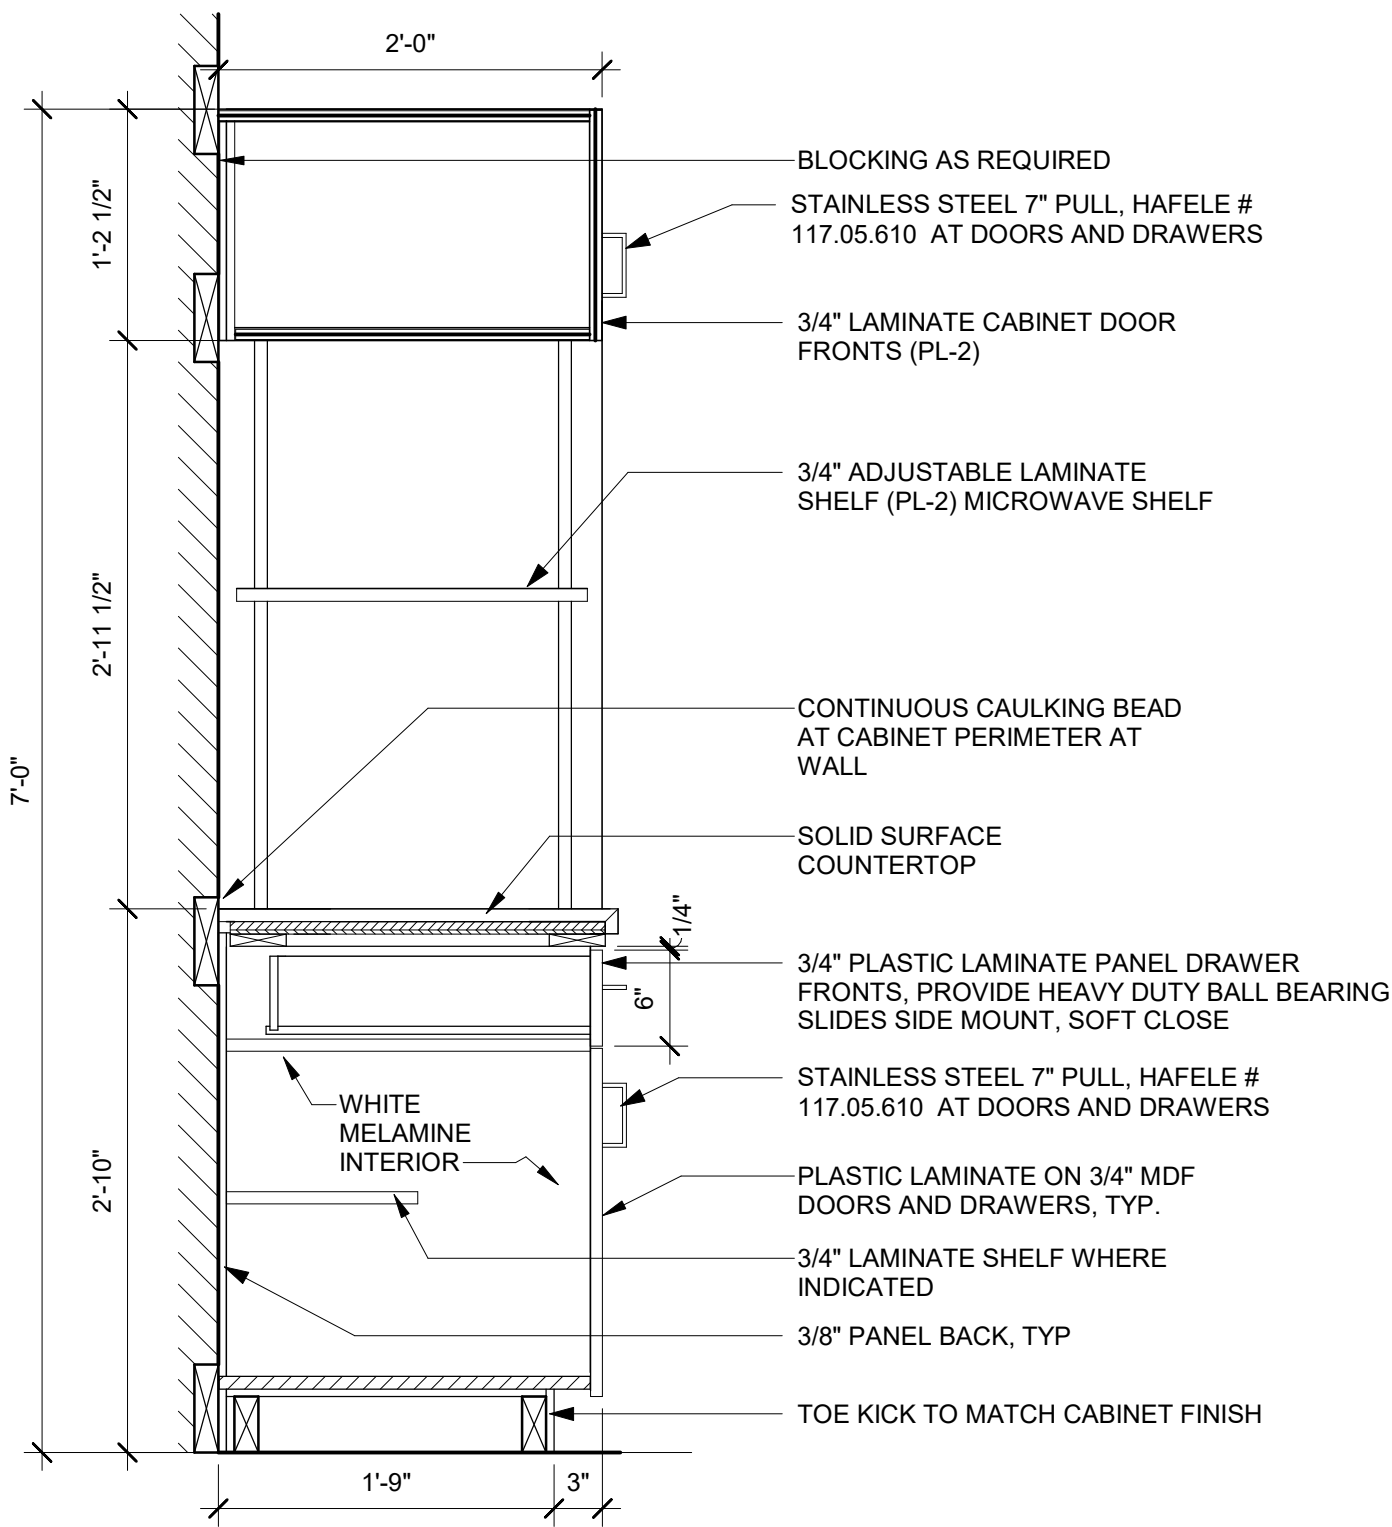 2'-0"
BLOCKING AS REQUIRED
STAINLESS STEEL 7" PULL, HAFELE #
117.05.610 AT DOORS AND DRAWERS
1'-2 1/2"
3/4" LAMINATE CABINET DOOR
FRONTS (PL-2)
3/4" ADJUSTABLE LAMINATE
SHELF (PL-2) MICROWAVE SHELF
2'-11 1/2"
CONTINUOUS CAULKING BEAD
AT CABINET PERIMETER AT
WALL
7'-0"
SOLID SURFACE
COUNTERTOP
1/4"
3/4" PLASTIC LAMINATE PANEL DRAWER
FRONTS, PROVIDE HEAVY DUTY BALL BEARING
SLIDES SIDE MOUNT, SOFT CLOSE
6"
STAINLESS STEEL 7" PULL, HAFELE #
117.05.610 AT DOORS AND DRAWERS
WHITE
MELAMINE
INTERIOR
2'-10"
PLASTIC LAMINATE ON 3/4" MDF
DOORS AND DRAWERS, TYP.
3/4" LAMINATE SHELF WHERE
INDICATED
3/8" PANEL BACK, TYP
TOE KICK TO MATCH CABINET FINISH
1'-9"
3"